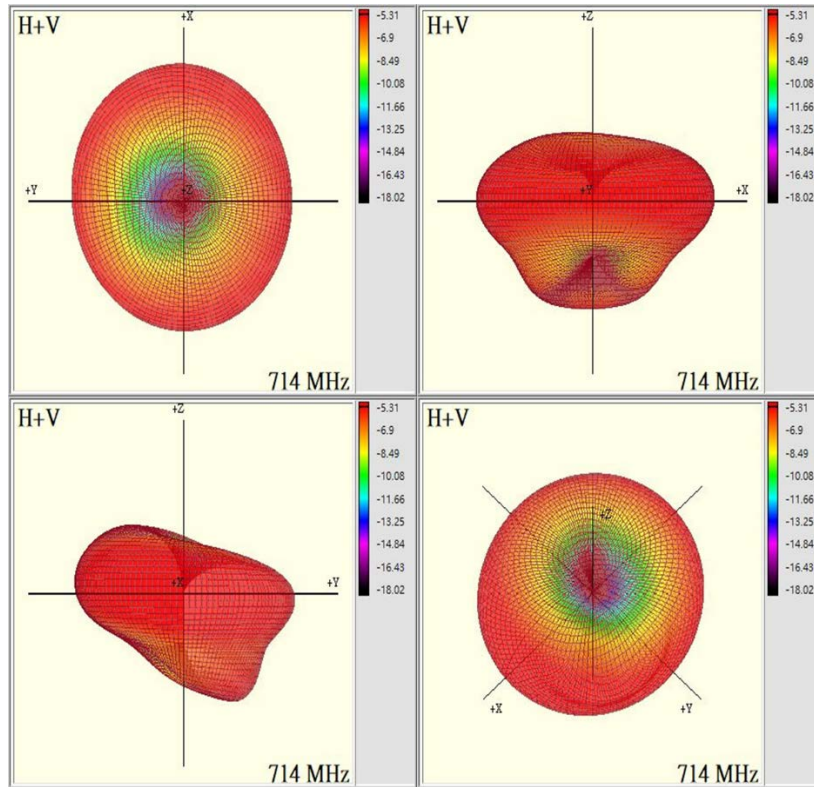 H+V
+X
+Y
+Z
-5.31
-6.9
-8.49
-10.08
-11.66
-13.25
-14.84
-16.43
-18.02
714 MHz
H+V
+Z
+Y
+X
-5.31
-6.9
-8.49
-10.08
-11.66
-13.25
-14.84
-16.43
-18.02
714 MHz
H+V
+Z
+X
+Y
-5.31
-6.9
-8.49
-10.08
-11.66
-13.25
-14.84
-16.43
-18.02
714 MHz
H+V
+Z
+X
+Y
-5.31
-6.9
-8.49
-10.08
-11.66
-13.25
-14.84
-16.43
-18.02
714 MHz